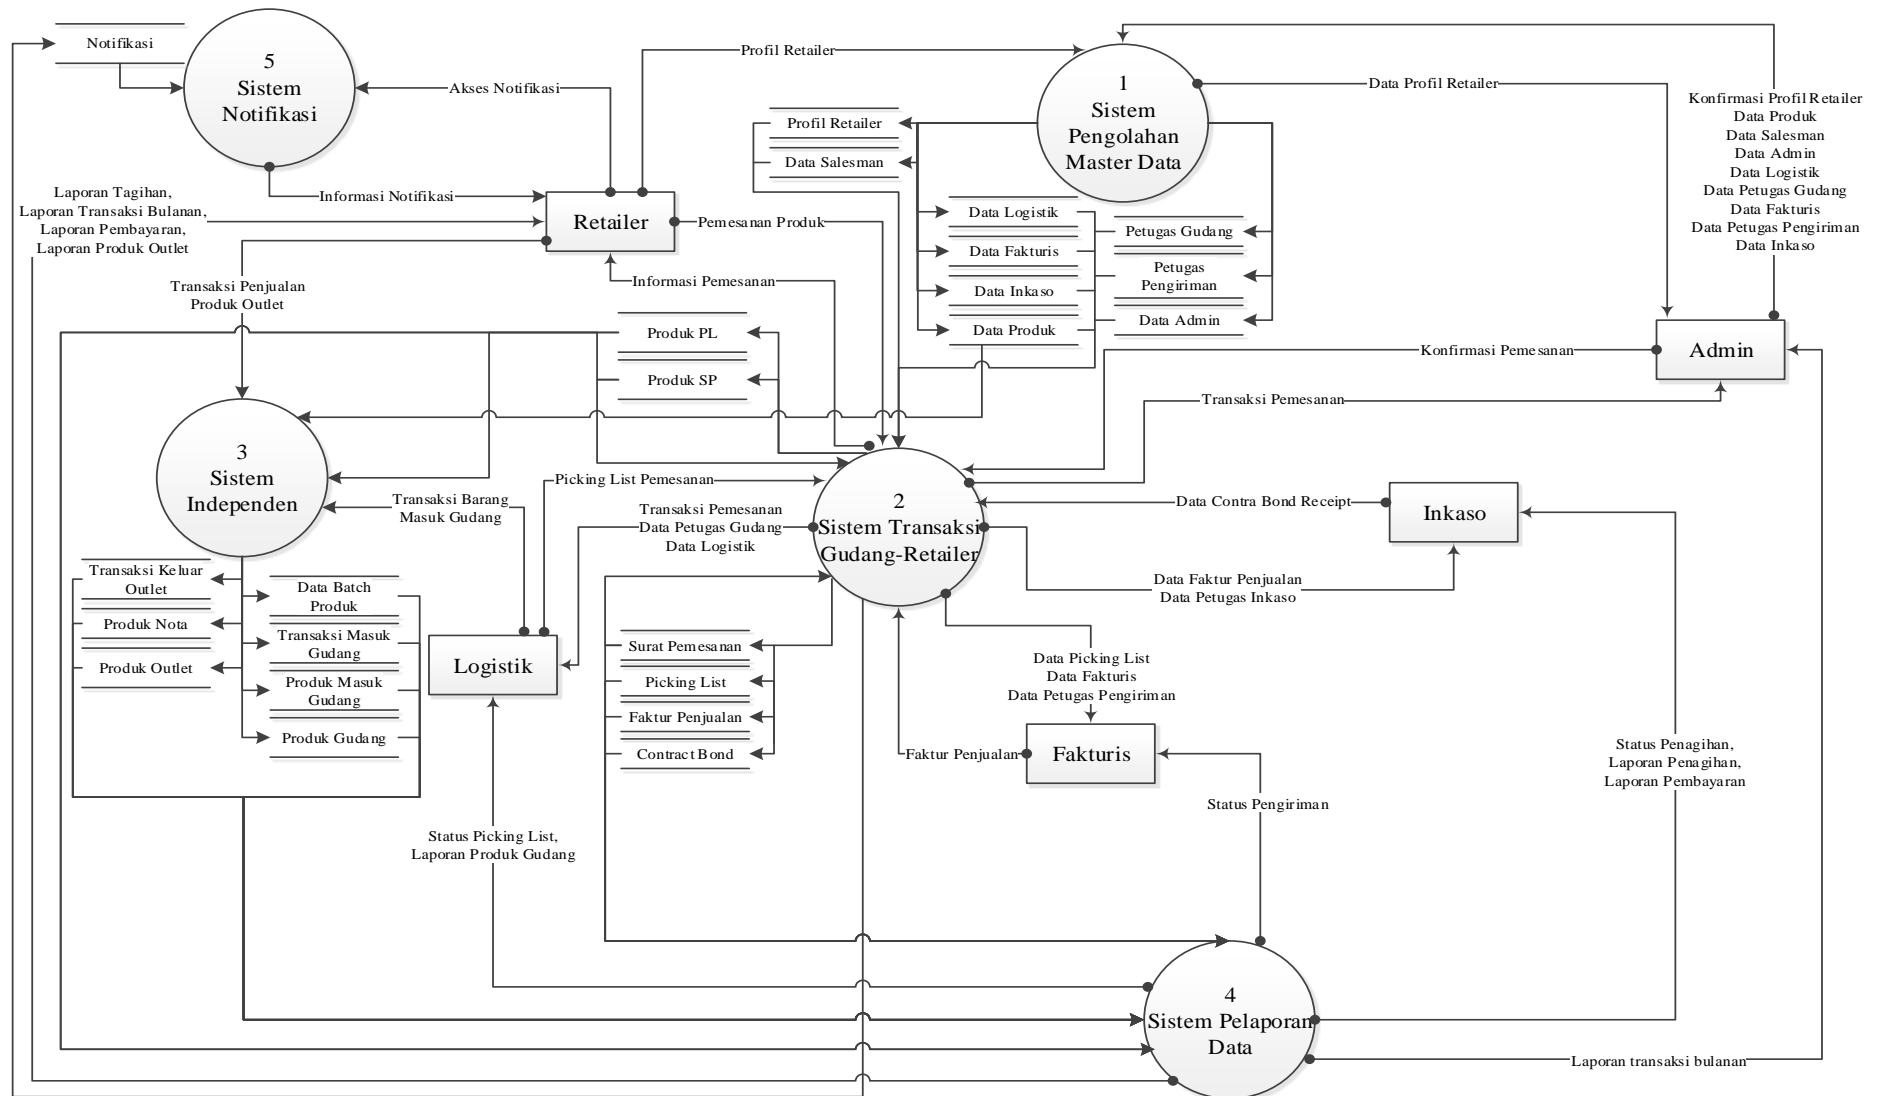 Notifikasi
5
Sistem
Notifikasi
Akses Notifikasi
Informasi Notifikasi
Laporan Tagihan,
Laporan Transaksi Bulanan,
Laporan Pembayaran,
Laporan Produk Outlet
Retailer
Profil Retailer
Pemesanan Produk
Informasi Pemesanan
Transaksi Penjualan
Produk Outlet
1
Sistem
Pengolahan
Master Data
Profil Retailer
Data Salesman
Data Logistik
Data Fakturis
Data Inkaso
Data Produk
Petugas Gudang
Petugas
Pengiriman
Data Admin
Data Profil Retailer
Konfirmasi Profil Retailer
Data Produk
Data Salesman
Data Admin
Data Logistik
Data Petugas Gudang
Data Fakturis
Data Petugas Pengiriman
Data Inkaso
Admin
Konfirmasi Pemesanan
Transaksi Pemesanan
Produk PL
Produk SP
3
Sistem
Independen
Transaksi Barang
Masuk Gudang
Picking List Pemesanan
Transaksi Pemesanan
Data Petugas Gudang
Data Logistik
2
Sistem Transaksi
Gudang-Retailer
Data Contra Bond Receipt
Inkaso
Data Faktur Penjualan
Data Petugas Inkaso
Transaksi Keluar
Outlet
Produk Nota
Produk Outlet
Data Batch
Produk
Transaksi Masuk
Gudang
Produk Masuk
Gudang
Produk Gudang
Logistik
Surat Pemesanan
Picking List
Faktur Penjualan
Contract Bond
Data Picking List
Data Fakturis
Data Petugas Pengiriman
Faktur Penjualan
Fakturis
Status Pengiriman
Status Penagihan,
Laporan Penagihan,
Laporan Pembayaran
Status Picking List,
Laporan Produk Gudang
4
Sistem Pelaporan
Data
Laporan transaksi bulanan